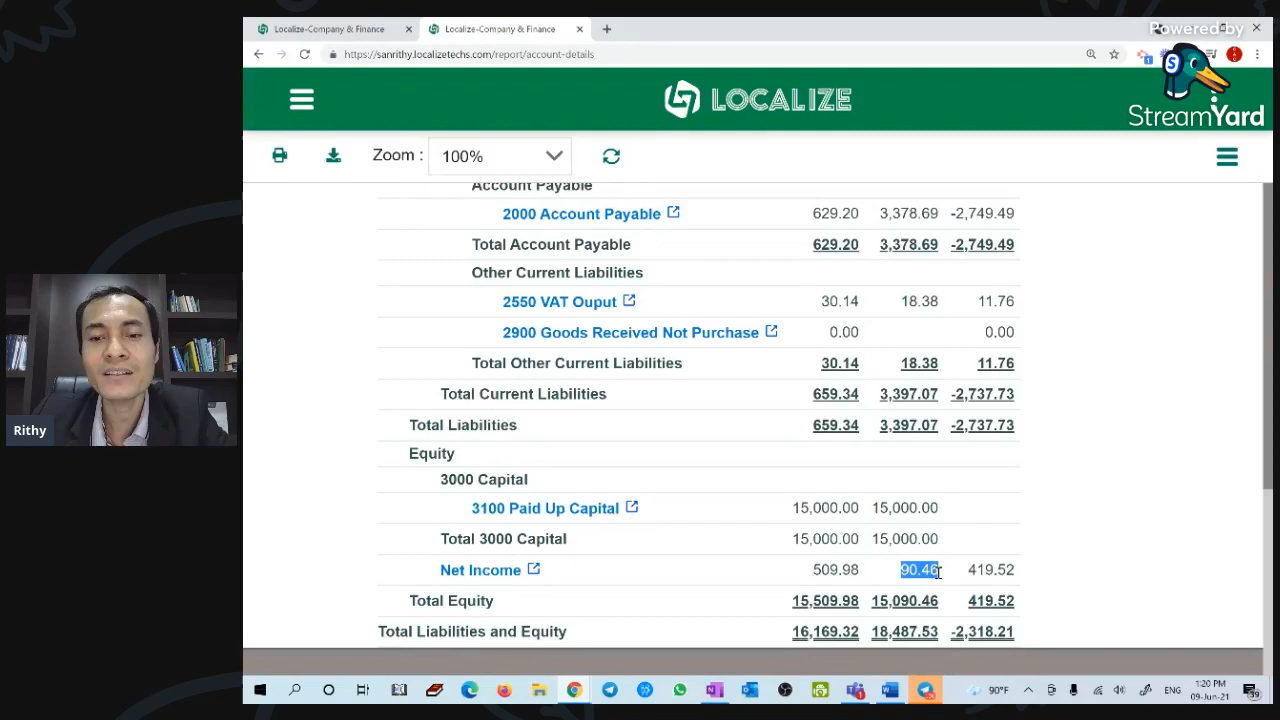 Localize-Company & Finance
Localize-Company & Finance
Powered by
https://sanrithy.localizetechs.com/report/account-details
LOCALIZE
S
StreamYard
Zoom :
100%
Account Payable
2000 Account Payable 629.20 3,378.69 -2,749.49
Total Account Payable 629.20 3,378.69 -2,749.49
Other Current Liabilities
2550 VAT Ouput 30.14 18.38 11.76
2900 Goods Received Not Purchase 0.00 0.00
Total Other Current Liabilities 30.14 18.38 11.76
Total Current Liabilities 659.34 3,397.07 -2,737.73
Total Liabilities 659.34 3,397.07 -2,737.73
Equity
3000 Capital
3100 Paid Up Capital 15,000.00 15,000.00
Total 3000 Capital 15,000.00 15,000.00
Net Income 509.98 90.46 419.52
Total Equity 15,509.98 15,090.46 419.52
Total Liabilities and Equity 16,169.32 18,487.53 -2,318.21
Rithy
90°F
ENG
1:20 PM
09-Jun-21
39